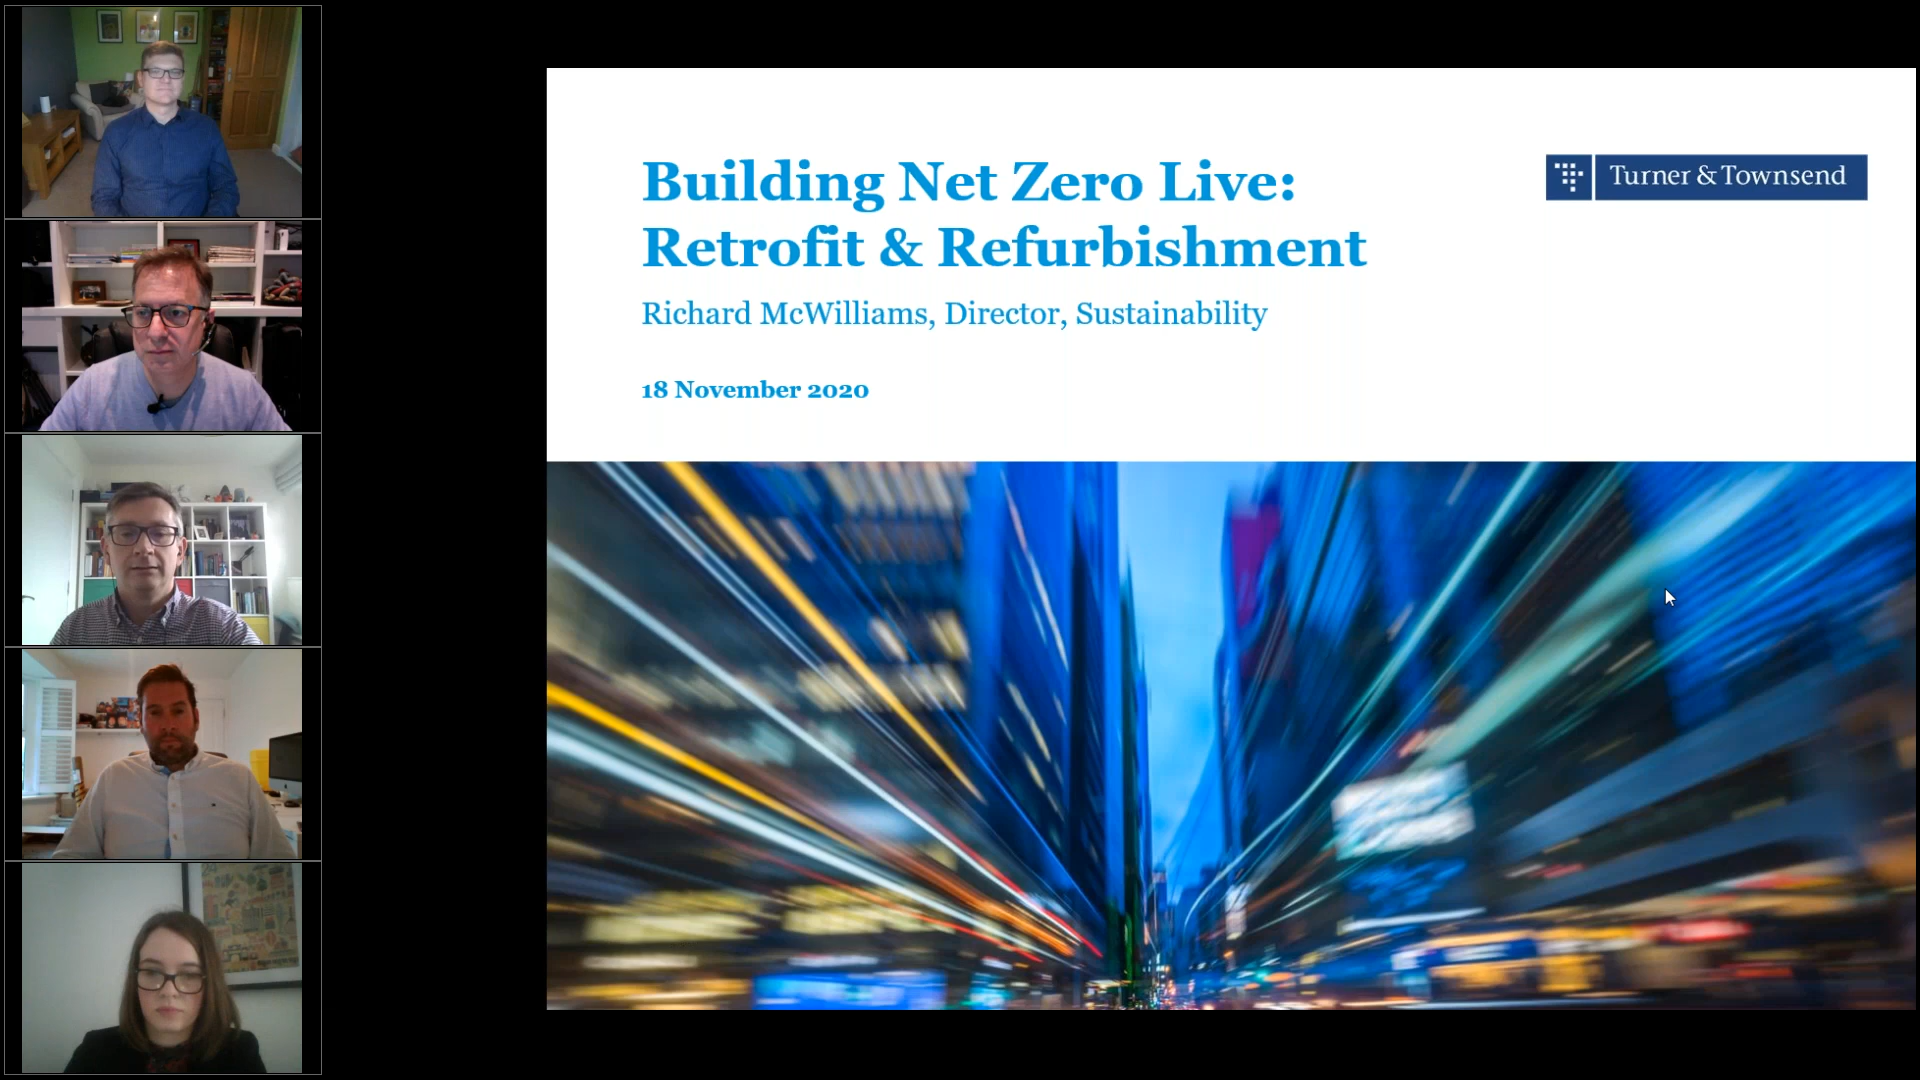 Building Net Zero Live:
Retrofit & Refurbishment
Richard McWilliams, Director, Sustainability
18 November 2020
Turner & Townsend